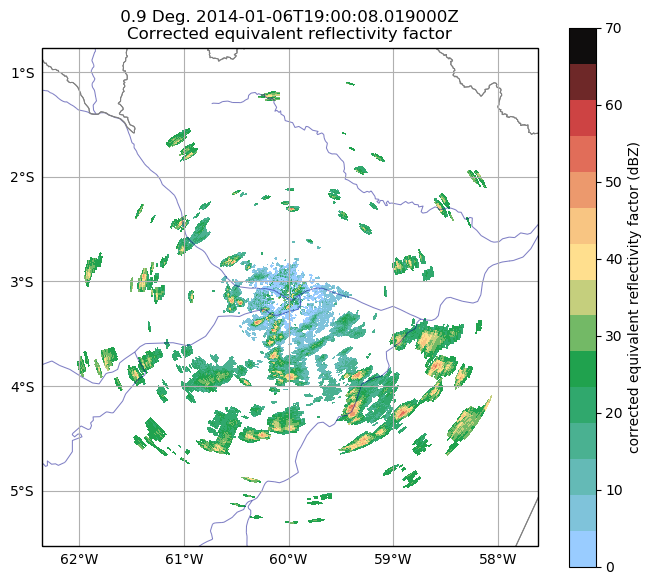 0.9 Deg. 2014-01-06T19:00:08.019000Z
Corrected equivalent reflectivity factor
1°S
2°S
3°S
4°S
5°S
62°W
61°W
60°W
59°W
58°W
70
60
50
40
30
20
10
0
corrected equivalent reflectivity factor (dBZ)